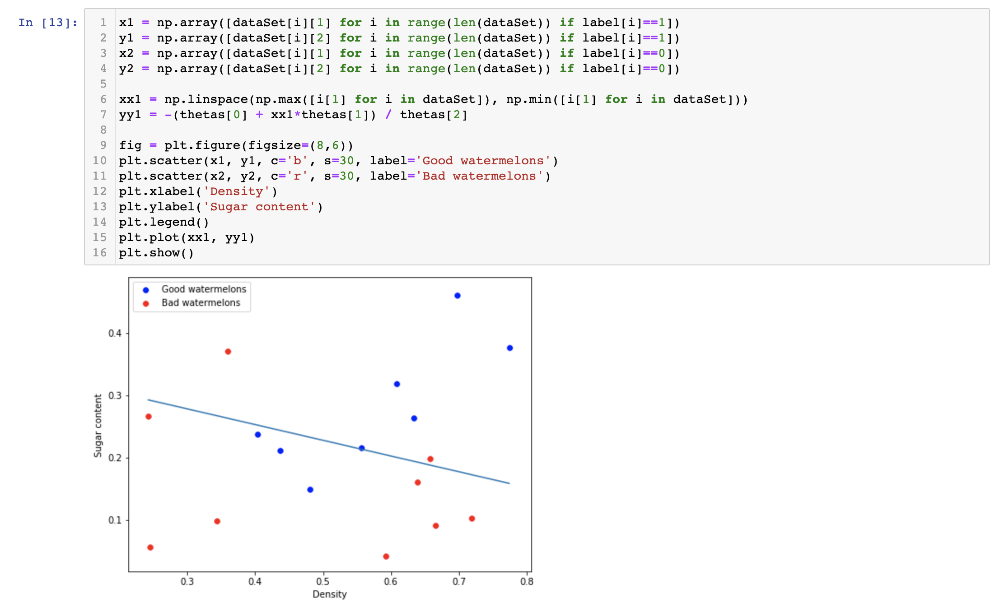 In [13]:
1 x1 = np.array([dataSet[i][1] for i in range(len(dataSet)) if label[i]==1])
2 y1 = np.array([dataSet[i][2] for i in range(len(dataSet)) if label[i]==1])
3 x2 = np.array([dataSet[i][1] for i in range(len(dataSet)) if label[i]==0])
4 y2 = np.array([dataSet[i][2] for i in range(len(dataSet)) if label[i]==0])
5
6 xx1 = np.linspace(np.max([i[1] for i in dataSet]), np.min([i[1] for i in dataSet]))
7 yy1 = -(thetas[0] + xx1*thetas[1]) / thetas[2]
8
9 fig = plt.figure(figsize=(8,6))
10 plt.scatter(x1, y1, c='b', s=30, label='Good watermelons')
11 plt.scatter(x2, y2, c='r', s=30, label='Bad watermelons')
12 plt.xlabel('Density')
13 plt.ylabel('Sugar content')
14 plt.legend()
15 plt.plot(xx1, yy1)
16 plt.show()
Good watermelons
Bad watermelons
Sugar content
0.4
0.3
0.2
0.1
0.3 0.4 0.5 0.6 0.7 0.8
Density